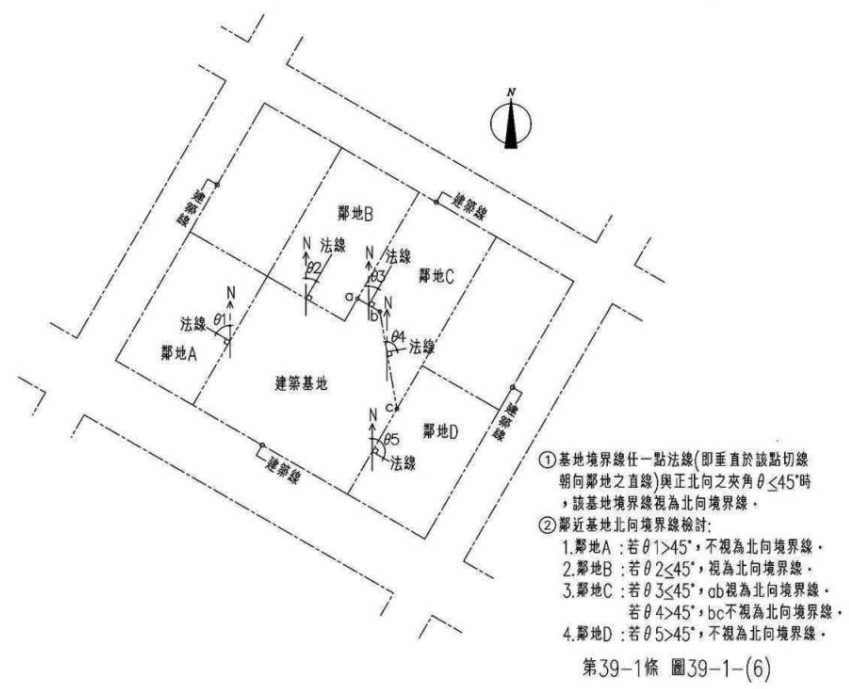 N
建築線
建築線
鄰地B
N
法線
θ2
N
法線
θ3
鄰地C
a
b
N
θ4
法線
N
法線
θ1
鄰地A
建築基地
c
N
θ5
法線
鄰地D
建築線
建築線
①基地境界線任一點法線(即垂直於該點切線
朝向鄰地之直線)與正北向之夾角θ≤45°時
,該基地境界線視為北向境界線。
②鄰近基地北向境界線檢討:
1.鄰地A:若θ1>45°,不視為北向境界線。
2.鄰地B:若θ2≤45°,視為北向境界線。
3.鄰地C:若θ3≤45°,ab視為北向境界線。
若θ4>45°,bc不視為北向境界線。
4.鄰地D:若θ5>45°,不視為北向境界線。
第39-1條 圖39-1-(6)